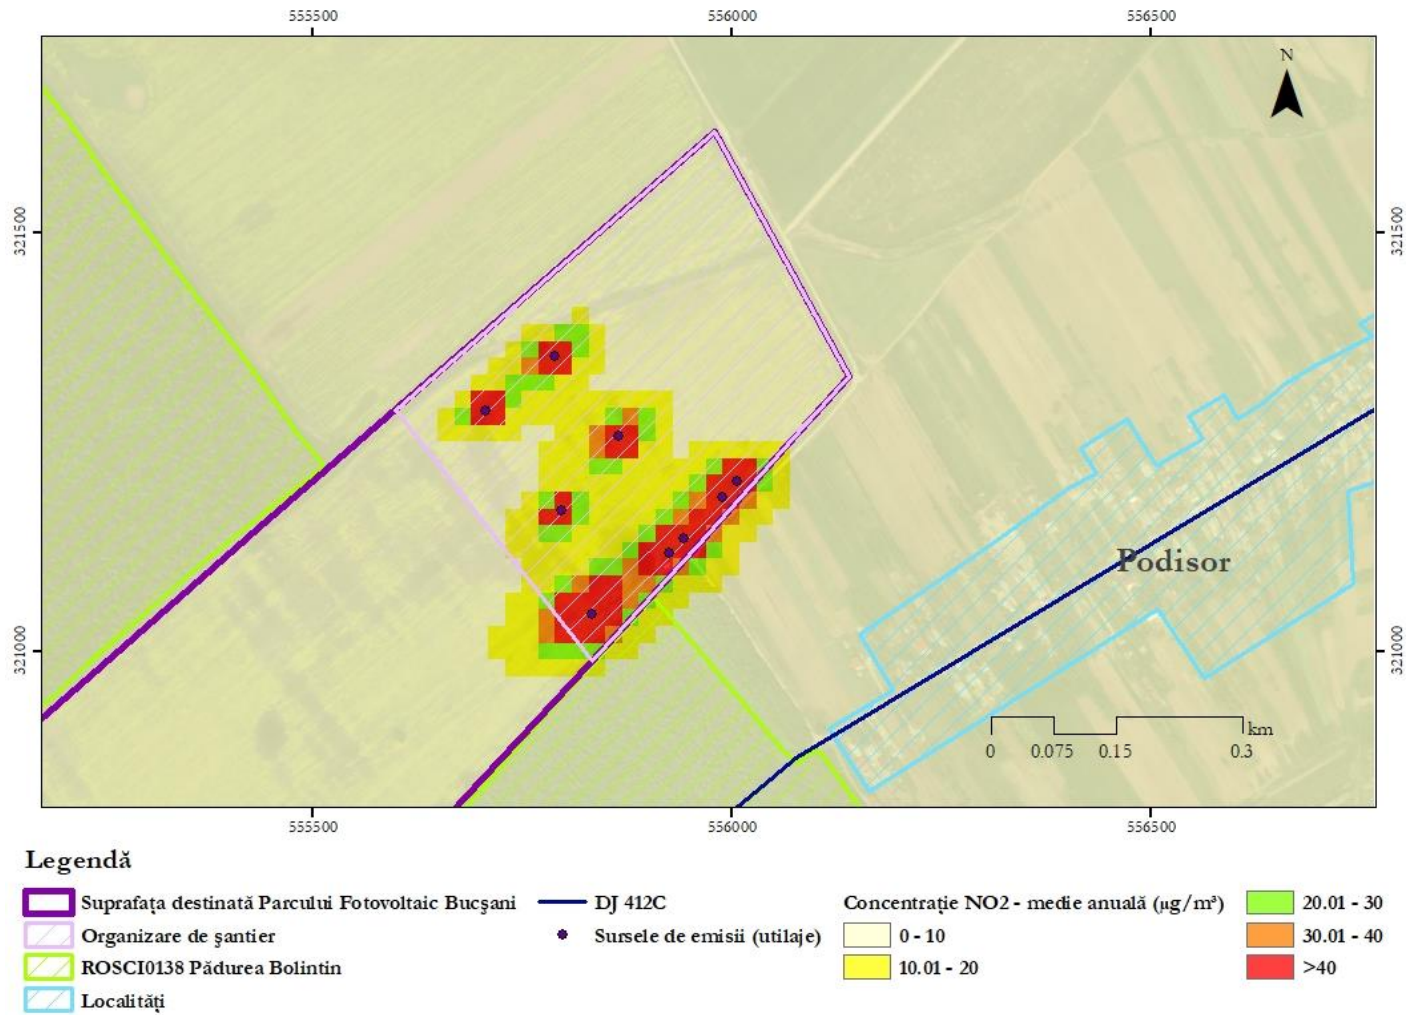 555500 556000 556500
N
321500 321500
Podisor
321000 321000
km
0 0.075 0.15 0.3
555500 556000 556500
Legendă
Suprafața destinată Parcului Fotovoltaic Bucșani
Organizare de șantier
ROSCI0138 Pădurea Bolintin
Localități
DJ 412C
Sursele de emisii (utilaje)
Concentrație NO2 - medie anuală (µg/m³)
0 - 10
10.01 - 20
20.01 - 30
30.01 - 40
>40